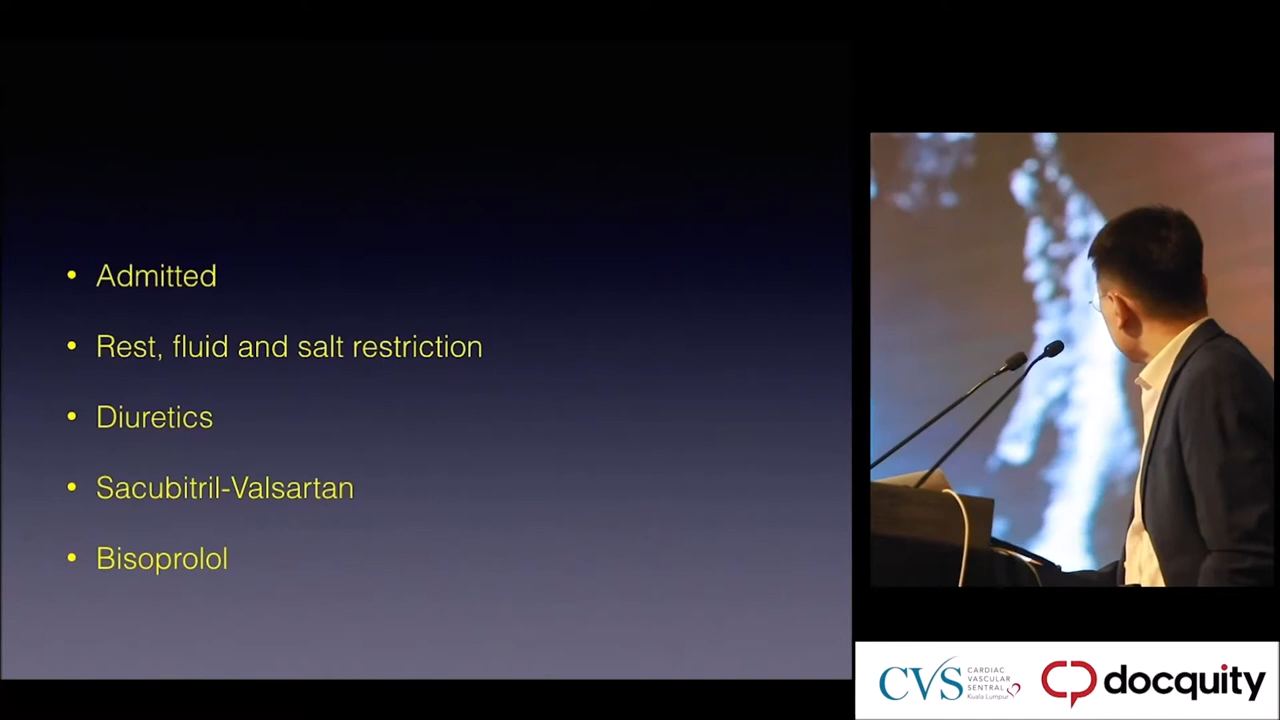 • Admitted
• Rest, fluid and salt restriction
• Diuretics
• Sacubitril-Valsartan
• Bisoprolol
CVS CARDIAC VASCULAR SENTRAL Kuala Lumpur
docquity